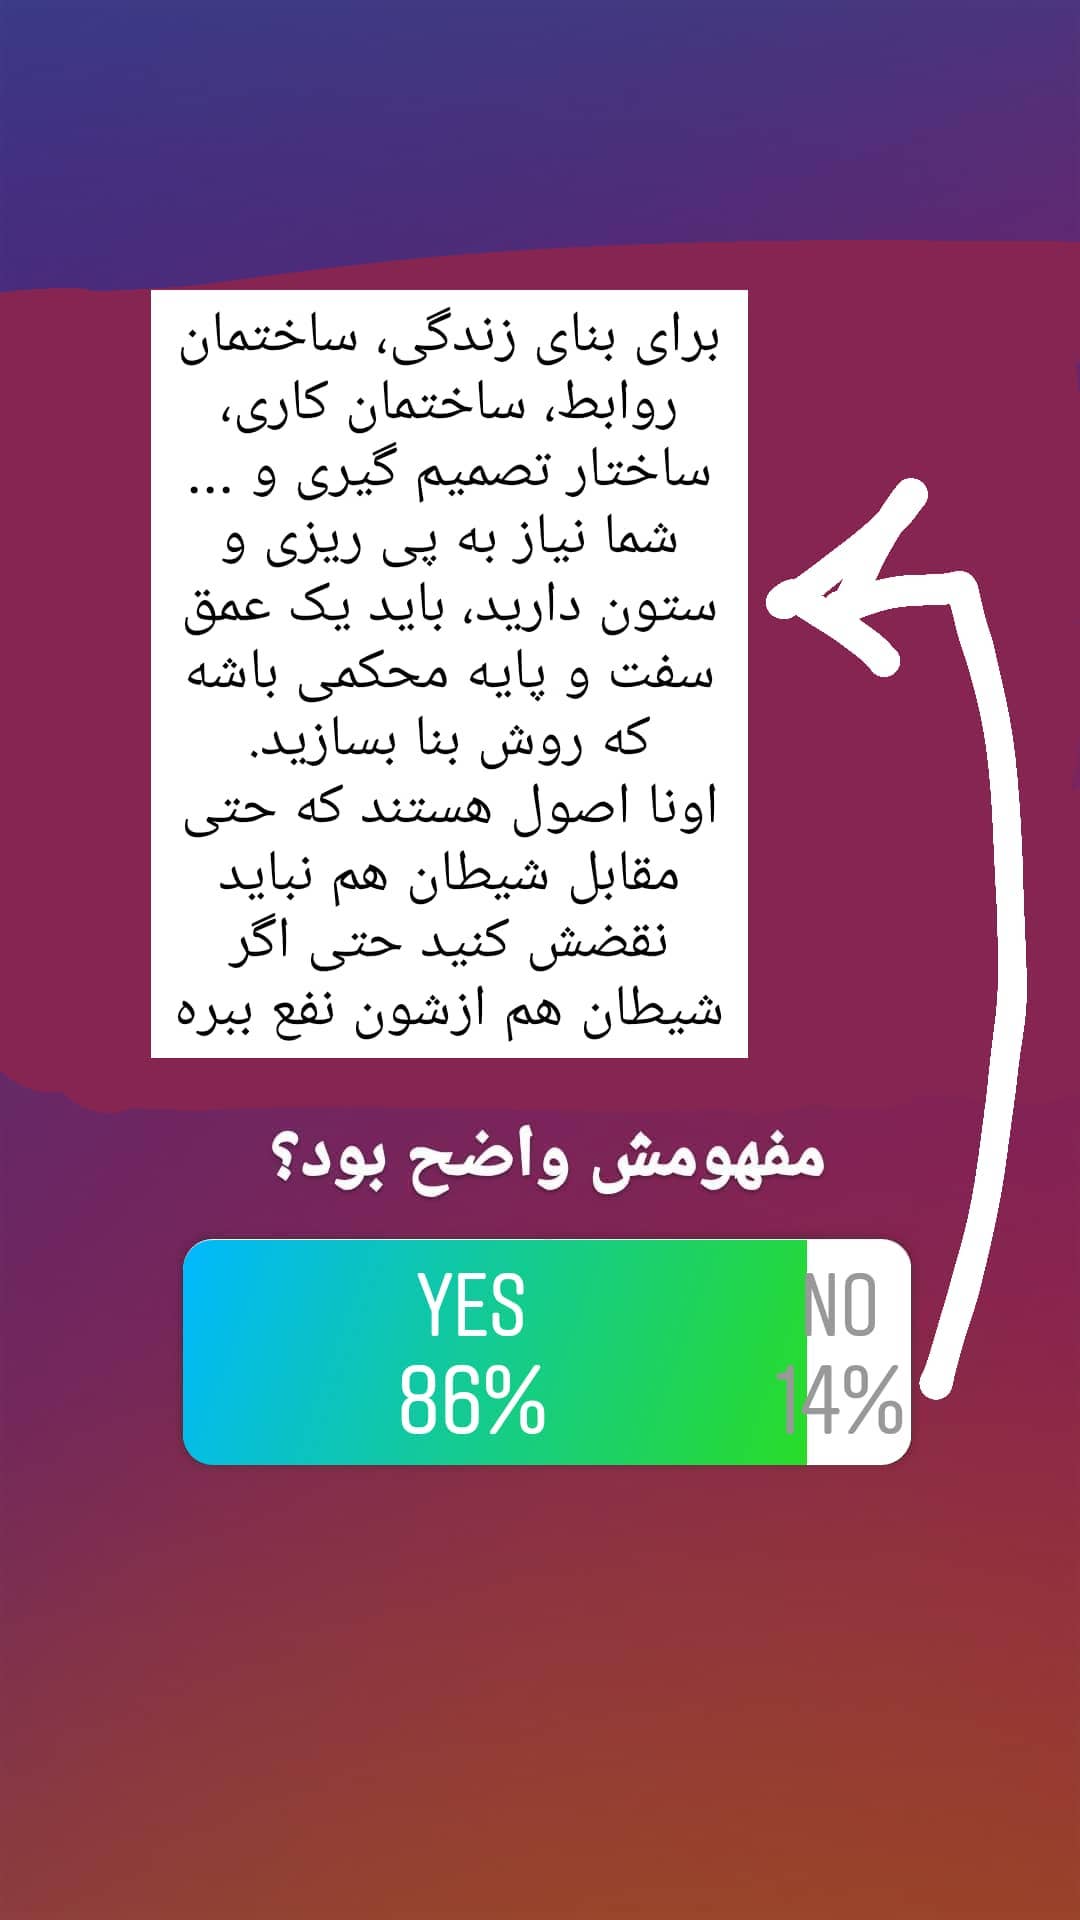 برای بنای زندگی، ساختمان
روابط، ساختمان کاری،
ساختار تصمیم گیری و ...
شما نیاز به پی ریزی و
ستون دارید، باید یک عمق
سفت و پایه محکمی باشه
که روش بنا بسازید.
اونا اصول هستند که حتی
مقابل شیطان هم نباید
نقضش کنید حتی اگر
شیطان هم ازشون نفع ببره
مفهومش واضح بود؟
YES NO
86% 14%